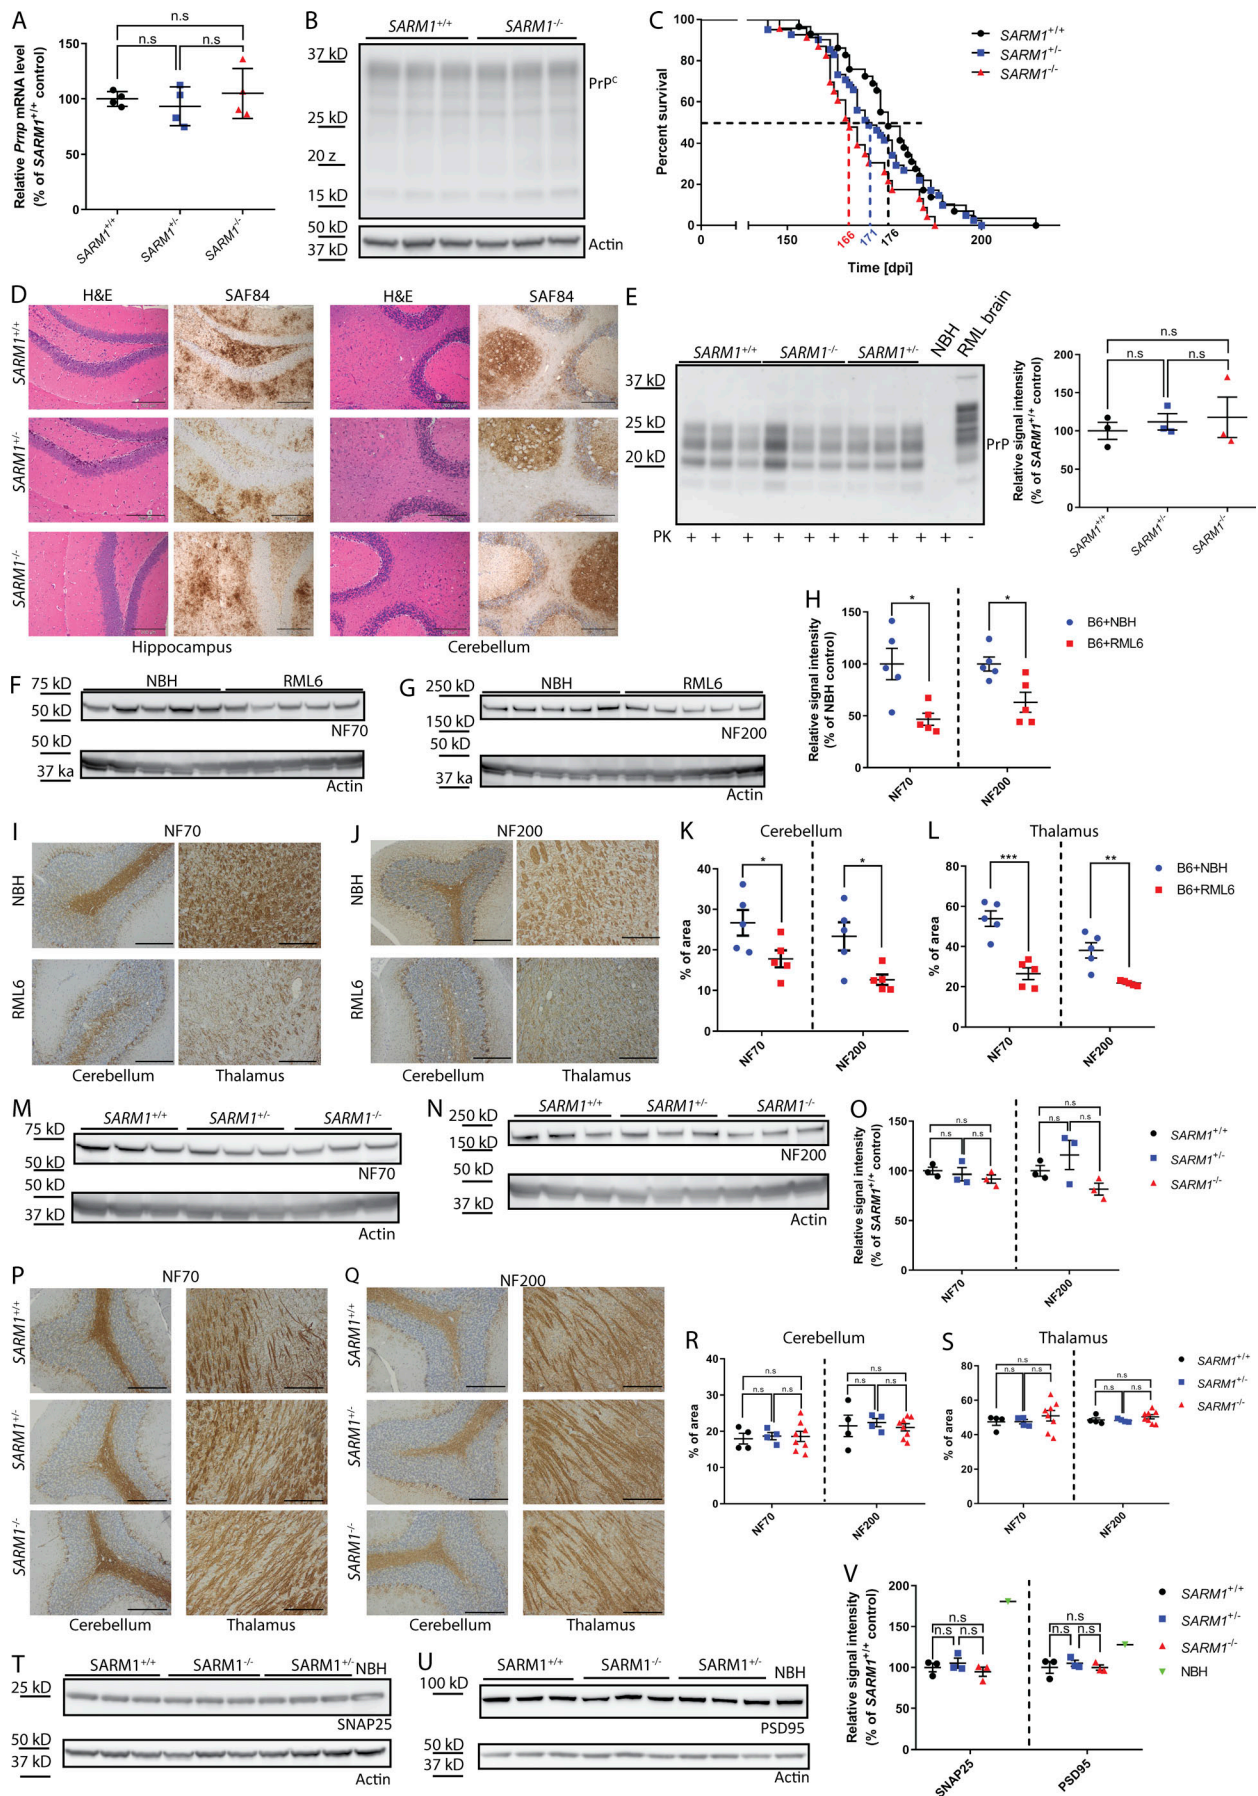 A
Relative Prnp mRNA level
(% of SARM1+/+ control)
150
100
50
0
n.s
n.s
n.s
SARM1+/+
SARM1+/-
SARM1-/-
B
SARM1+/+
SARM1-/-
37 kD
25 kD
20 z
15 kD
50 kD
37 kD
PrPC
Actin
C
Percent survival
100
80
60
40
20
0
0
150
200
166
171
176
Time [dpi]
SARM1+/+
SARM1+/-
SARM1-/-
D
H&E
SAF84
H&E
SAF84
SARM1+/+
SARM1+/-
SARM1-/-
Hippocampus
Cerebellum
E
SARM1+/+
SARM1-/-
SARM1+/-
NBH
RML brain
37 kD
25 kD
20 kD
PrP
PK
+ + + + + + + + + + -
Relative signal intensity
(% of SARM1+/+ control)
200
150
100
50
0
n.s
n.s
n.s
SARM1+/+
SARM1+/-
SARM1-/-
F
NBH
RML6
75 kD
50 kD
50 kD
37 ka
NF70
Actin
G
NBH
RML6
250 kD
150 kD
50 kD
37 ka
NF200
Actin
H
Relative signal intensity
(% of NBH control)
150
100
50
0
*
*
NF70
NF200
B6+NBH
B6+RML6
I
NF70
NBH
RML6
Cerebellum
Thalamus
J
NF200
NBH
RML6
Cerebellum
Thalamus
K
Cerebellum
% of area
40
30
20
10
0
*
*
NF70
NF200
L
Thalamus
% of area
80
60
40
20
0
***
**
NF70
NF200
B6+NBH
B6+RML6
M
SARM1+/+
SARM1+/-
SARM1-/-
75 kD
50 kD
50 kD
37 kD
NF70
Actin
N
SARM1+/+
SARM1+/-
SARM1-/-
250 kD
150 kD
50 kD
37 kD
NF200
Actin
O
Relative signal intensity
(% of SARM1+/+ control)
150
100
50
0
n.s
n.s
n.s
n.s
n.s
n.s
NF70
NF200
SARM1+/+
SARM1+/-
SARM1-/-
P
NF70
SARM1+/+
SARM1+/-
SARM1-/-
Cerebellum
Thalamus
Q
NF200
SARM1+/+
SARM1+/-
SARM1-/-
Cerebellum
Thalamus
R
Cerebellum
% of area
40
30
20
10
0
n.s
n.s
n.s
n.s
n.s
n.s
NF70
NF200
S
Thalamus
% of area
80
60
40
20
0
n.s
n.s
n.s
n.s
n.s
n.s
NF70
NF200
SARM1+/+
SARM1+/-
SARM1-/-
T
SARM1+/+
SARM1-/-
SARM1+/-
NBH
25 kD
50 kD
37 kD
SNAP25
Actin
U
SARM1+/+
SARM1-/-
SARM1+/-
NBH
100 kD
50 kD
37 kD
PSD95
Actin
V
Relative signal intensity
(% of SARM1+/+ control)
200
150
100
50
0
n.s
n.s
n.s
n.s
n.s
n.s
SNAP25
PSD95
SARM1+/+
SARM1+/-
SARM1-/-
NBH